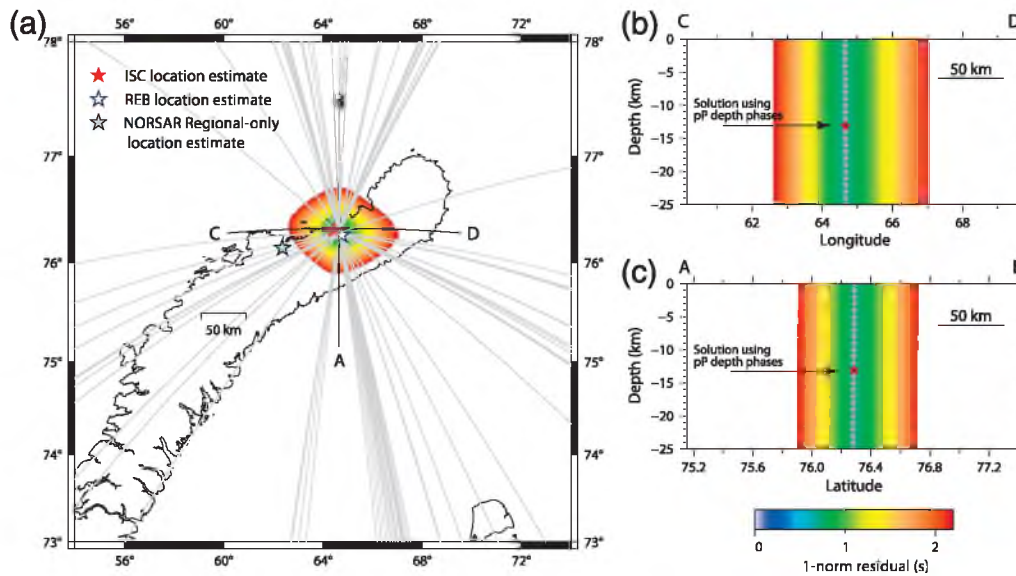 (a)
56° 60° 62° 64° 66° 68° 72°
78° 78°
ISC location estimate
REB location estimate
NORSAR Regional-only
location estimate
77° 77°
C D
76° 76°
50 km
75° A 75°
74° 74°
73° 73°
56° 60° 62° 64° 66° 68° 72°
(b) C D
0
−5
−10
−15
−20
−25
Depth (km)
50 km
Solution using
pP depth phases
62 64 66 68
Longitude
(c) A
0
−5
−10
−15
−20
−25
Depth (km)
50 km
Solution using
pP depth phases
75.2 75.6 76.0 76.4 76.8 77.2
Latitude
0 1 2
1-norm residual (s)